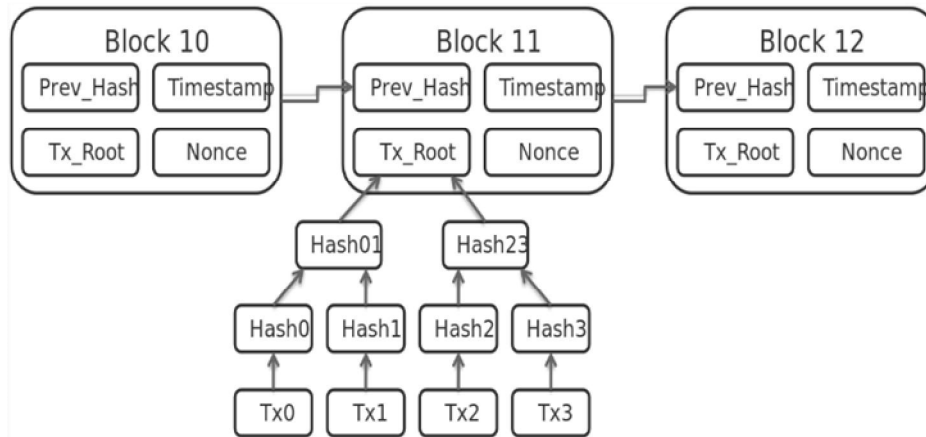 Block 10
Block 11
Block 12
Prev_Hash
Timestamp
Prev_Hash
Timestamp
Prev_Hash
Timestamp
Tx_Root
Nonce
Tx_Root
Nonce
Tx_Root
Nonce
Hash01
Hash23
Hash0
Hash1
Hash2
Hash3
Tx0
Tx1
Tx2
Tx3